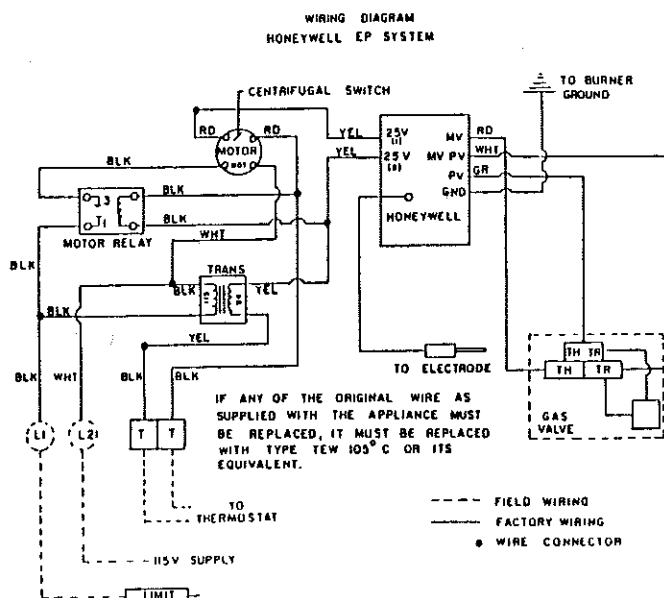 WIRING DIAGRAM
HONEYWELL EP SYSTEM
CENTRIFUGAL SWITCH
TO BURNER
GROUND
RD
RD
MOTOR
YEL
25V
(1)
MV
RD
BLK
YEL
25V
MV PV
WHT
PV
GR
GND
HONEYWELL
BLK
3
1
BLK
MOTOR RELAY
WHT
BLK
TRANS
BLK
YEL
BLK
YEL
BLK
WHT
BLK
BLK
TO ELECTRODE
TH
TR
TH
TR
GAS
VALVE
L1
L2
T
T
IF ANY OF THE ORIGINAL WIRE AS
SUPPLIED WITH THE APPLIANCE MUST
BE REPLACED, IT MUST BE REPLACED
WITH TYPE TEW 105°C OR ITS
EQUIVALENT.
TO
THERMOSTAT
FIELD WIRING
FACTORY WIRING
WIRE CONNECTOR
115V SUPPLY
LIMIT